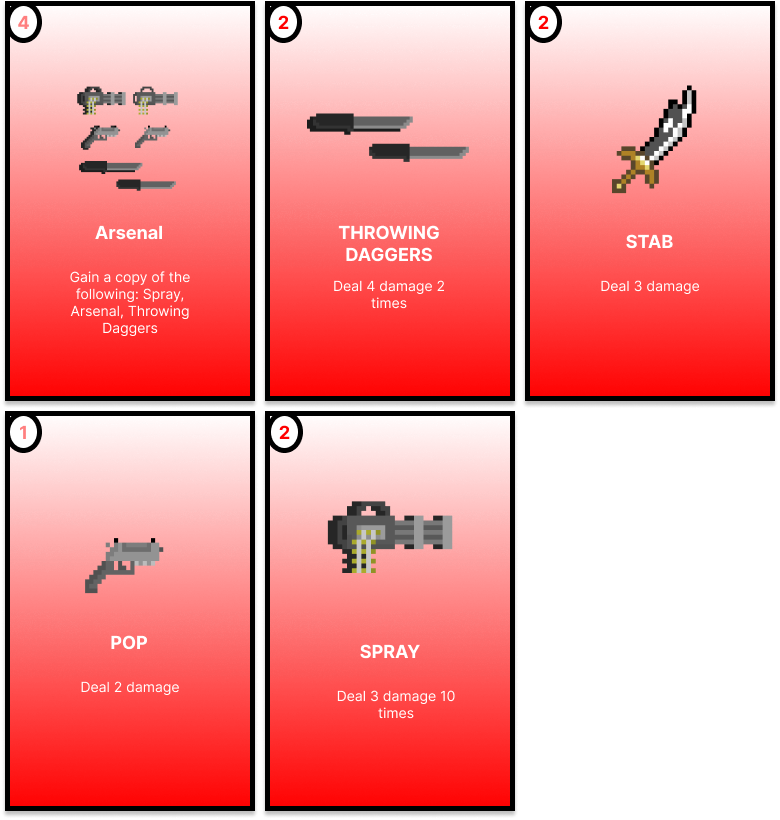 4
Arsenal
Gain a copy of the
following: Spray,
Arsenal, Throwing
Daggers
2
THROWING
DAGGERS
Deal 4 damage 2
times
2
STAB
Deal 3 damage
1
POP
Deal 2 damage
2
SPRAY
Deal 3 damage 10
times